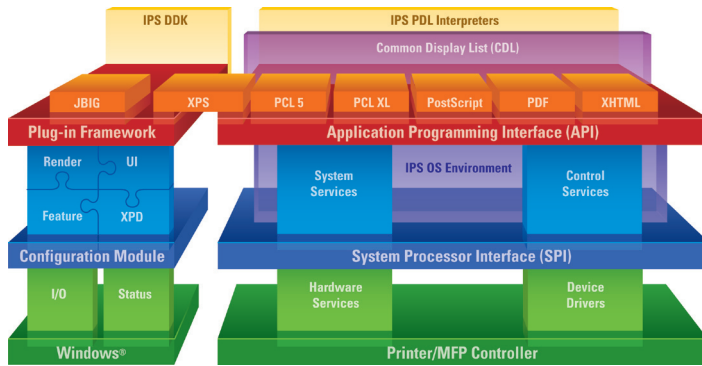 IPS DDK
IPS PDL Interpreters
Common Display List (CDL)
JBIG
XPS
PCL 5
PCL XL
PostScript
PDF
XHTML
Plug-in Framework
Application Programming Interface (API)
Render
UI
Feature
XPD
System
Services
IPS OS Environment
Control
Services
Configuration Module
System Processor Interface (SPI)
I/O
Status
Hardware
Services
Device
Drivers
Windows®
Printer/MFP Controller